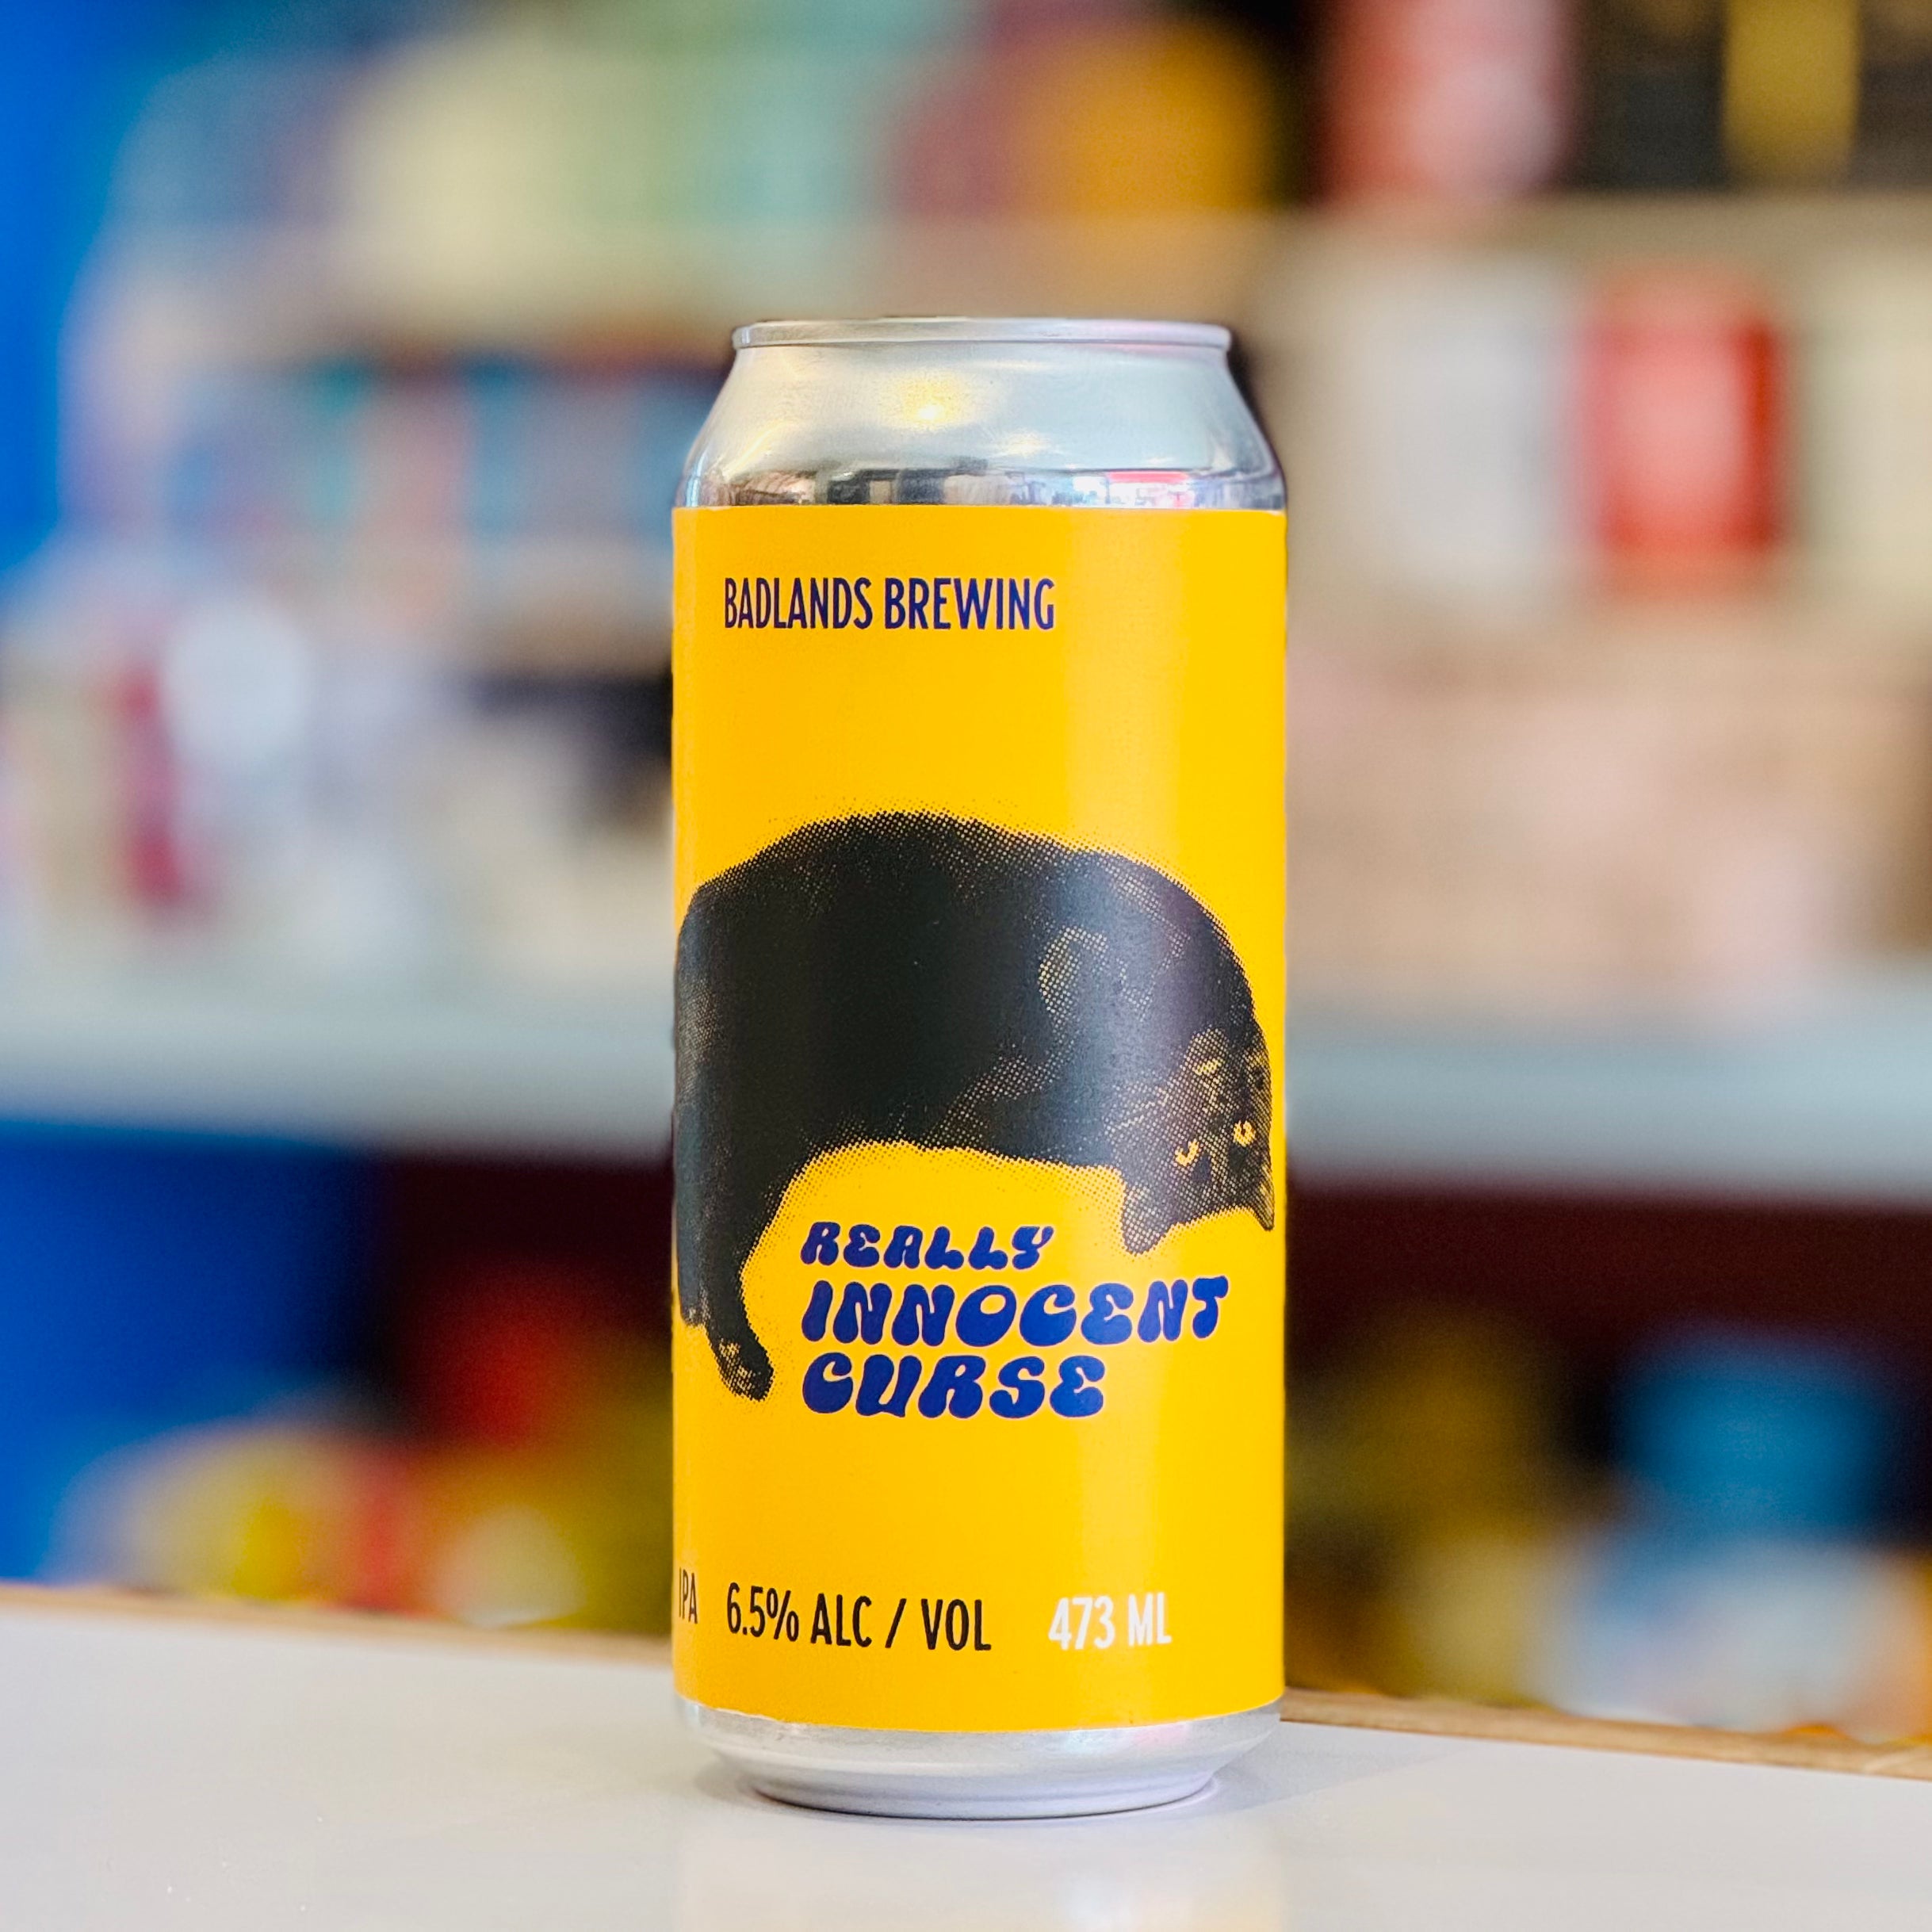 BADLANDS BREWING
REALLY
INNOCENT
CURSE
IPA 6.5% ALC / VOL 473 ML